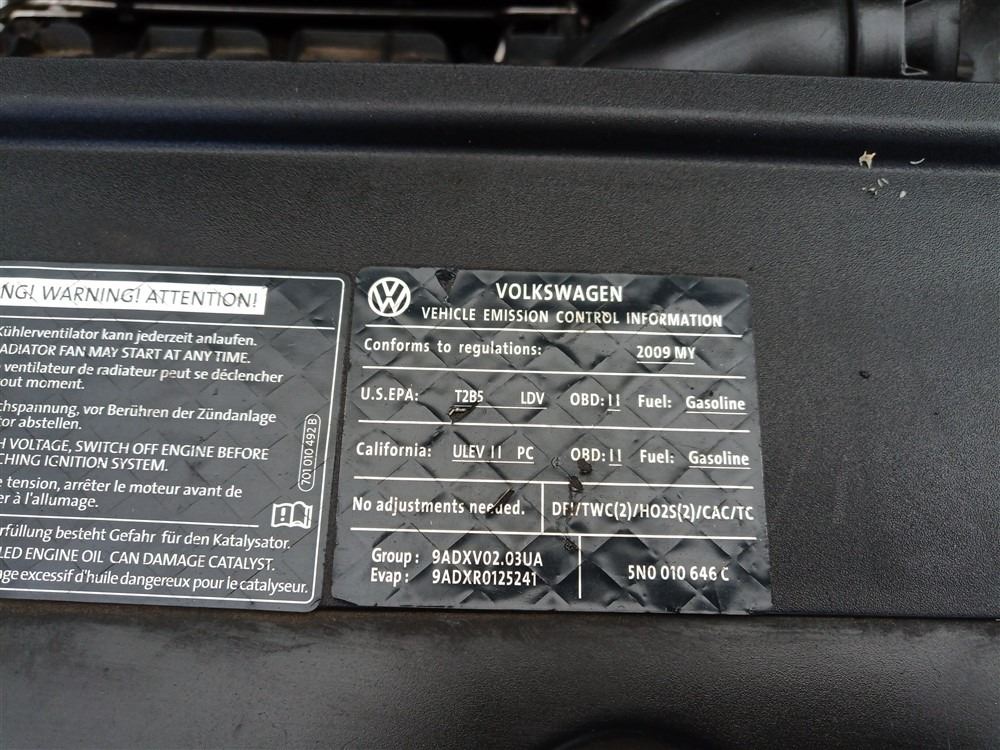 NG! WARNING! ATTENTION!
Kühlerventilator kann jederzeit anlaufen.
ADIATOR FAN MAY START AT ANY TIME.
ventilateur de radiateur peut se déclencher
out moment.
chspannung, vor Berühren der Zündanlage
tor abstellen.
H VOLTAGE, SWITCH OFF ENGINE BEFORE
CHING IGNITION SYSTEM.
e tension, arrêter le moteur avant de
er à l'allumage.
erfüllung besteht Gefahr für den Katalysator.
LED ENGINE OIL CAN DAMAGE CATALYST.
age excessif d'huile dangereux pour le catalyseur.
701 010 492 B
VOLKSWAGEN
VEHICLE EMISSION CONTROL INFORMATION
Conforms to regulations: 2009 MY
U.S.EPA: T2B5 LDV OBD: II Fuel: Gasoline
California: ULEV II PC OBD: II Fuel: Gasoline
No adjustments needed. DFI/TWC(2)/HO2S(2)/CAC/TC
Group: 9ADXV02.03UA
Evap: 9ADXR0125241
5N0 010 646 C